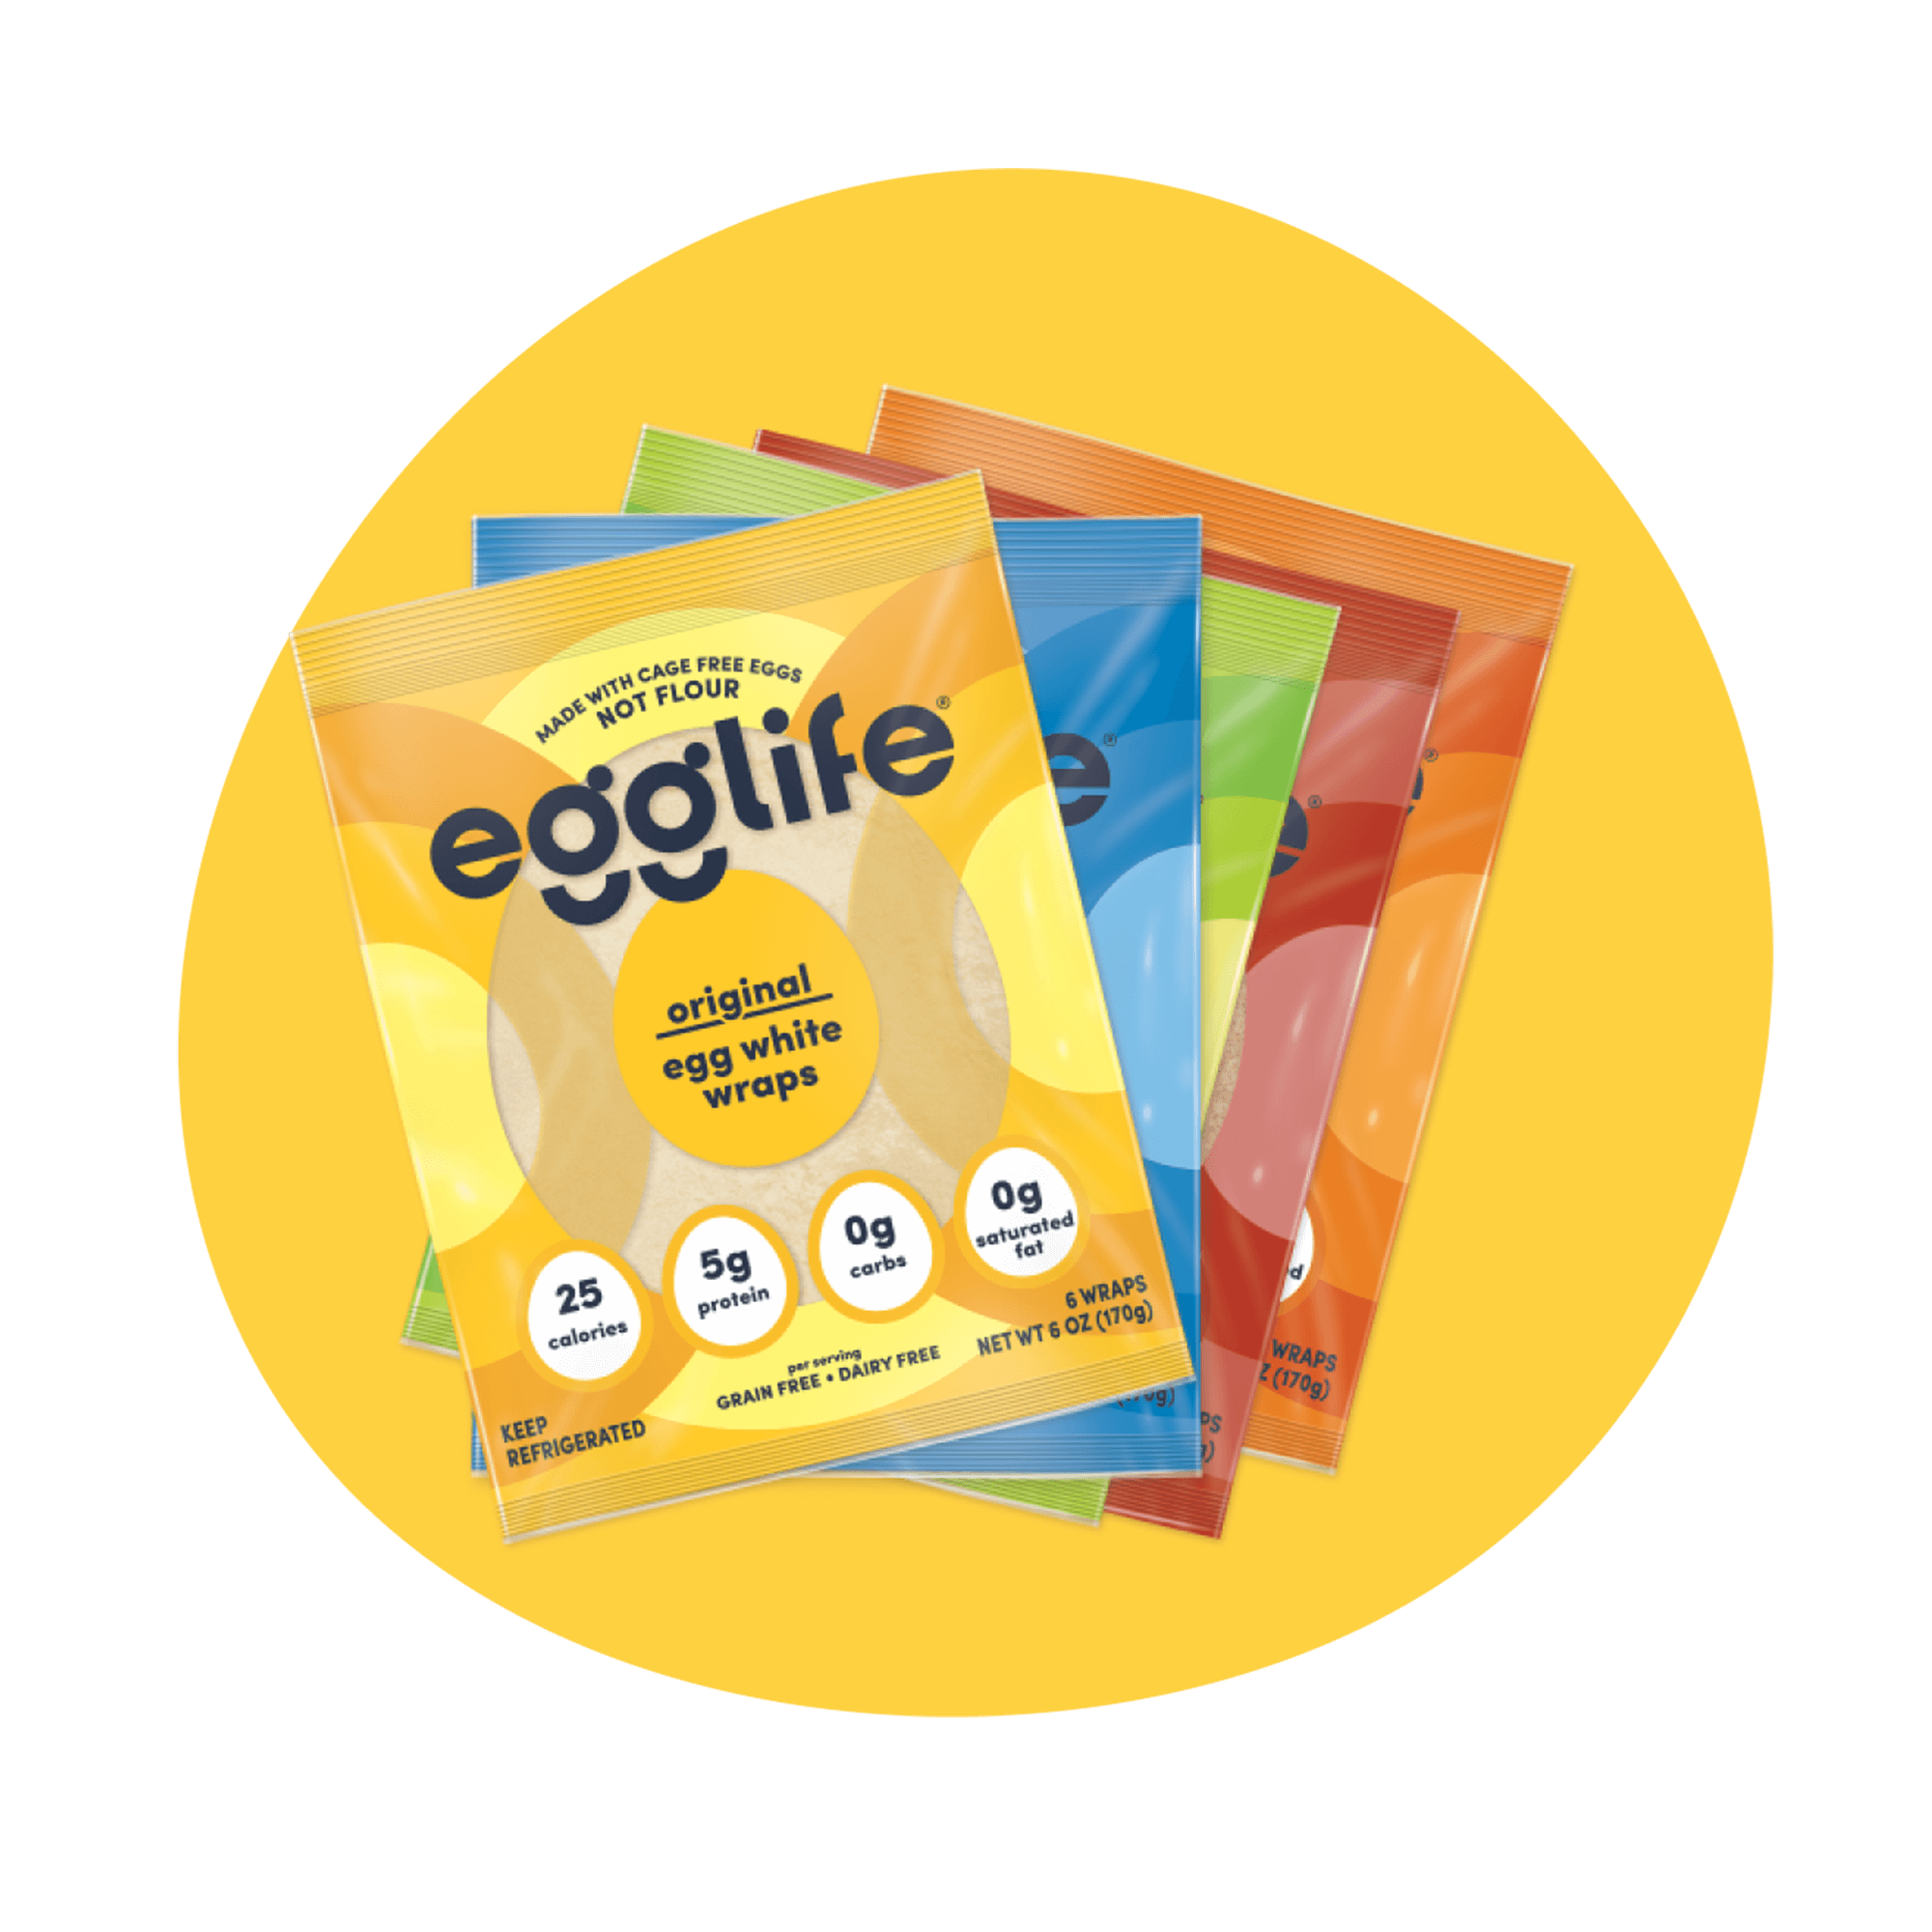 MADE WITH CAGE FREE EGGS
NOT FLOUR
egglife®
original
egg white
wraps
25
calories
5g
protein
0g
carbs
0g
saturated
fat
per serving
GRAIN FREE • DAIRY FREE
6 WRAPS
NET WT 6 OZ (170g)
KEEP
REFRIGERATED
e®
e®
®
WRAPS
Z (170g)